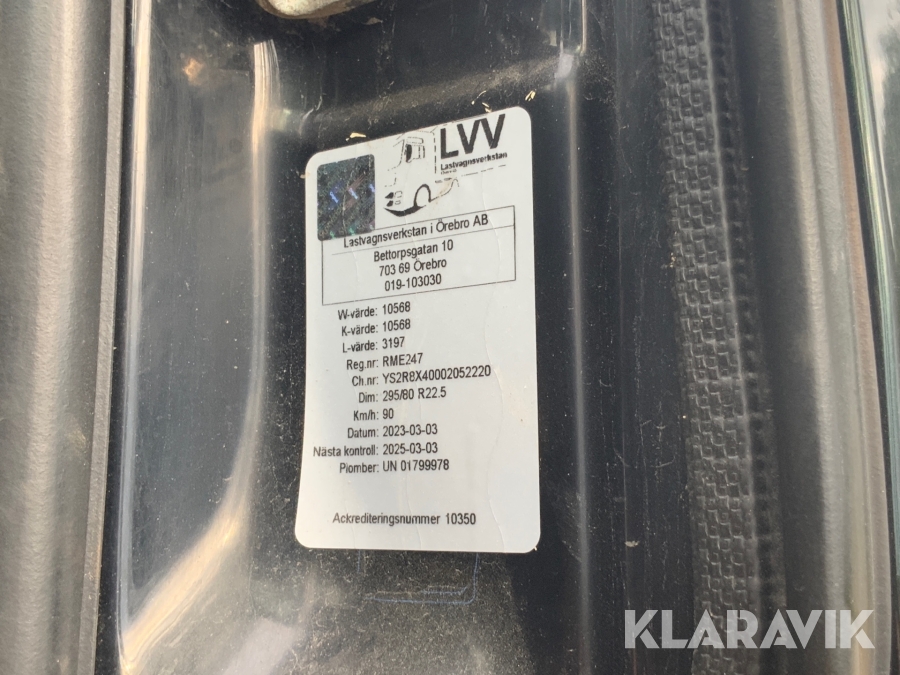 LVV
Lastvagnsverkstan
Lastvagnsverkstan i Örebro AB
Bettorpsgatan 10
703 69 Örebro
019-103030
W-värde: 10568
K-värde: 10568
L-värde: 3197
Reg.nr: RME247
Ch.nr: YS2R8X40002052220
Dim: 295/80 R22.5
Km/h: 90
Datum: 2023-03-03
Nästa kontroll: 2025-03-03
Plomber: UN 01799978
Ackrediteringsnummer 10350
KLARAVIK